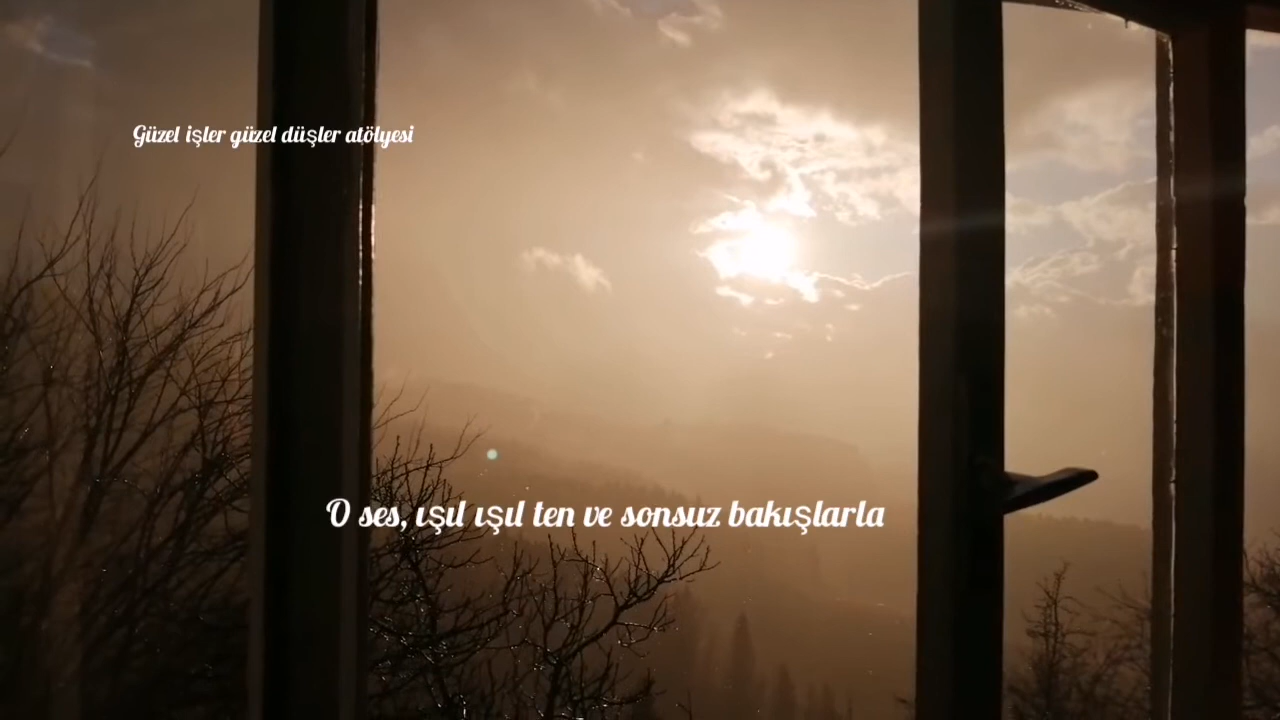 Güzel işler güzel düşler atölyesi
O ses, ışıl ışıl ten ve sonsuz bakışlarla